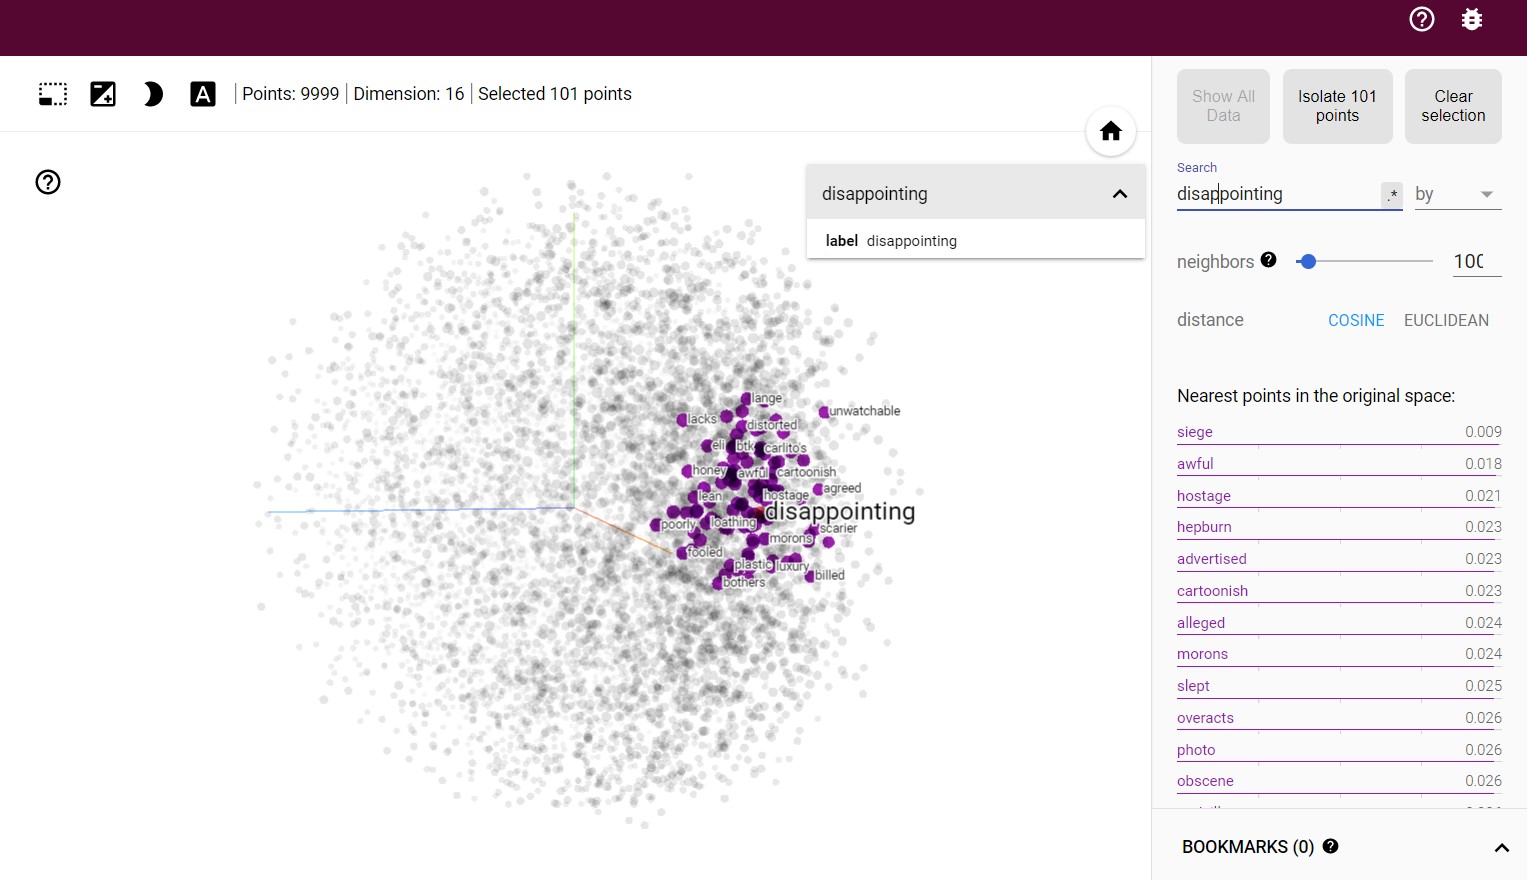 Points: 9999 | Dimension: 16 | Selected 101 points
Show All Data
Isolate 101 points
Clear selection
Search
disappointing
.*
by
neighbors
100
distance
COSINE
EUCLIDEAN
Nearest points in the original space:
siege 0.009
awful 0.018
hostage 0.021
hepburn 0.023
advertised 0.023
cartoonish 0.023
alleged 0.024
morons 0.024
slept 0.025
overacts 0.026
photo 0.026
obscene 0.026
BOOKMARKS (0)
disappointing
label disappointing
lange
unwatchable
lacks
distorted
eli
btk
carlito's
honey
awful
cartoonish
agreed
lean
hostage
disappointing
poorly
loathing
scarier
morons
fooled
plastic
luxury
billed
bothers